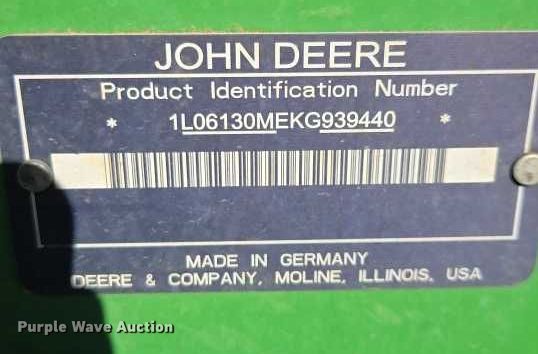 JOHN DEERE
Product Identification Number
* 1L06130MEKG939440 *
MADE IN GERMANY
DEERE & COMPANY, MOLINE, ILLINOIS, USA
Purple Wave Auction